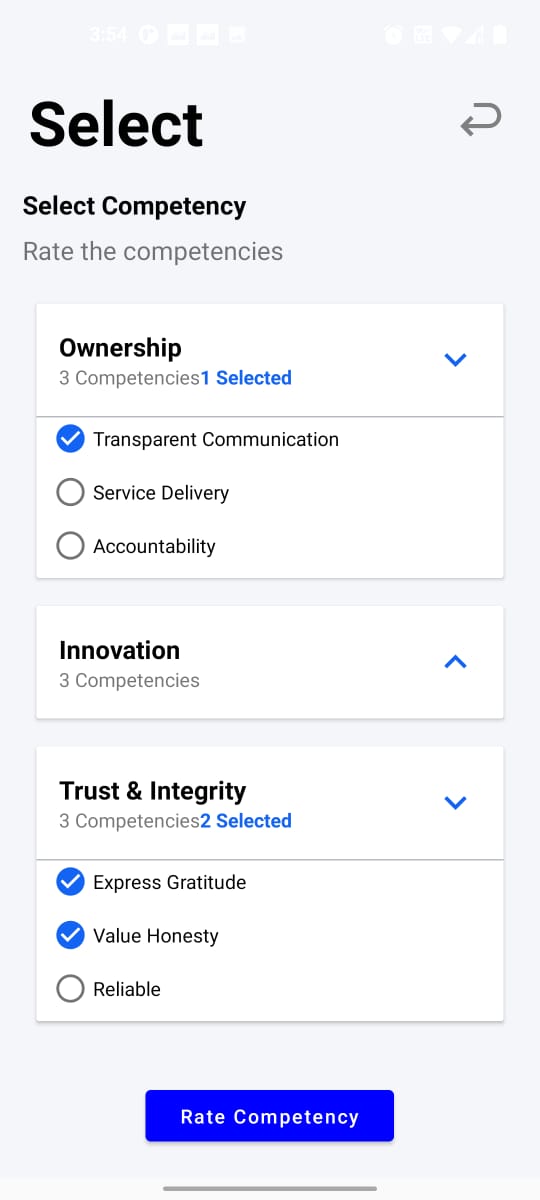 3:54
Select
Select Competency
Rate the competencies
Ownership
3 Competencies1 Selected
Transparent Communication
Service Delivery
Accountability
Innovation
3 Competencies
Trust & Integrity
3 Competencies2 Selected
Express Gratitude
Value Honesty
Reliable
Rate Competency